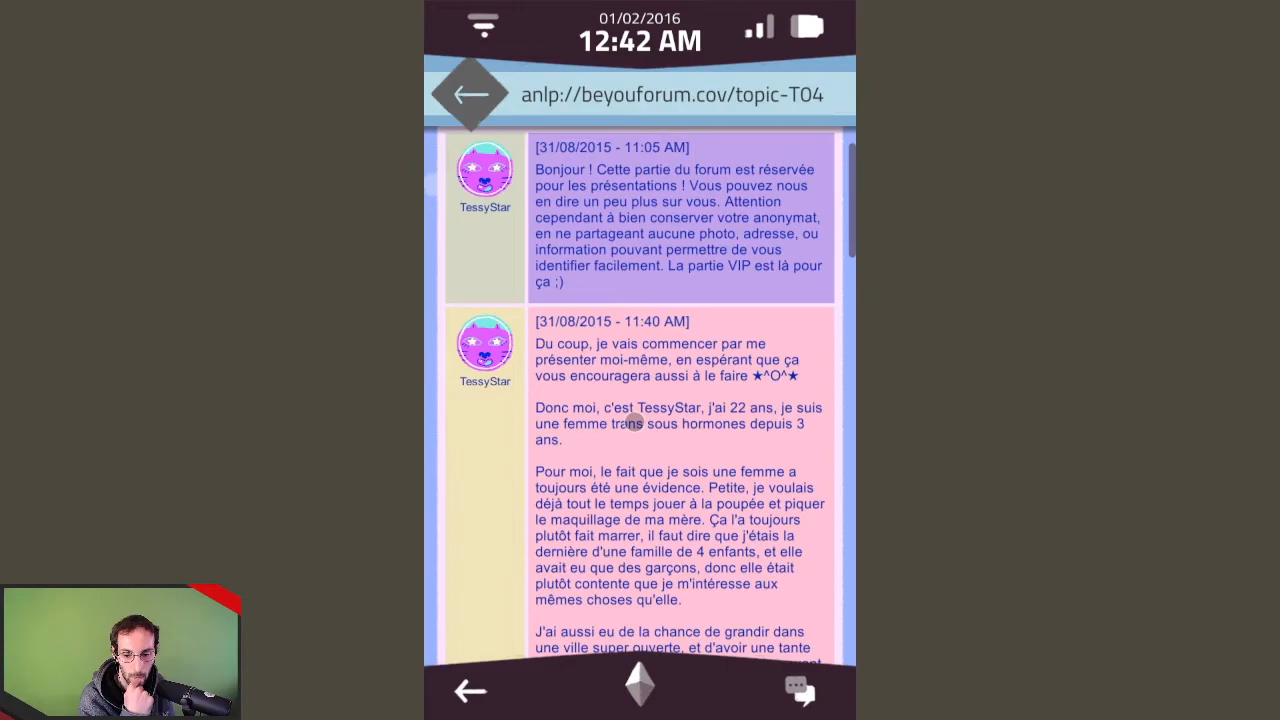 01/02/2016
12:42 AM
anlp://beyouforum.cov/topic-T04
[31/08/2015 - 11:05 AM]
Bonjour ! Cette partie du forum est réservée
pour les présentations ! Vous pouvez nous
en dire un peu plus sur vous. Attention
cependant à bien conserver votre anonymat,
en ne partageant aucune photo, adresse, ou
information pouvant permettre de vous
identifier facilement. La partie VIP est là pour
ça ;)
TessyStar
[31/08/2015 - 11:40 AM]
Du coup, je vais commencer par me
présenter moi-même, en espérant que ça
vous encouragera aussi à le faire ★^O^★
TessyStar
Donc moi, c'est TessyStar, j'ai 22 ans, je suis
une femme trans sous hormones depuis 3
ans.
Pour moi, le fait que je sois une femme a
toujours été une évidence. Petite, je voulais
déjà tout le temps jouer à la poupée et piquer
le maquillage de ma mère. Ça l'a toujours
plutôt fait marrer, il faut dire que j'étais la
dernière d'une famille de 4 enfants, et elle
avait eu que des garçons, donc elle était
plutôt contente que je m'intéresse aux
mêmes choses qu'elle.
J'ai aussi eu de la chance de grandir dans
une ville super ouverte, et d'avoir une tante